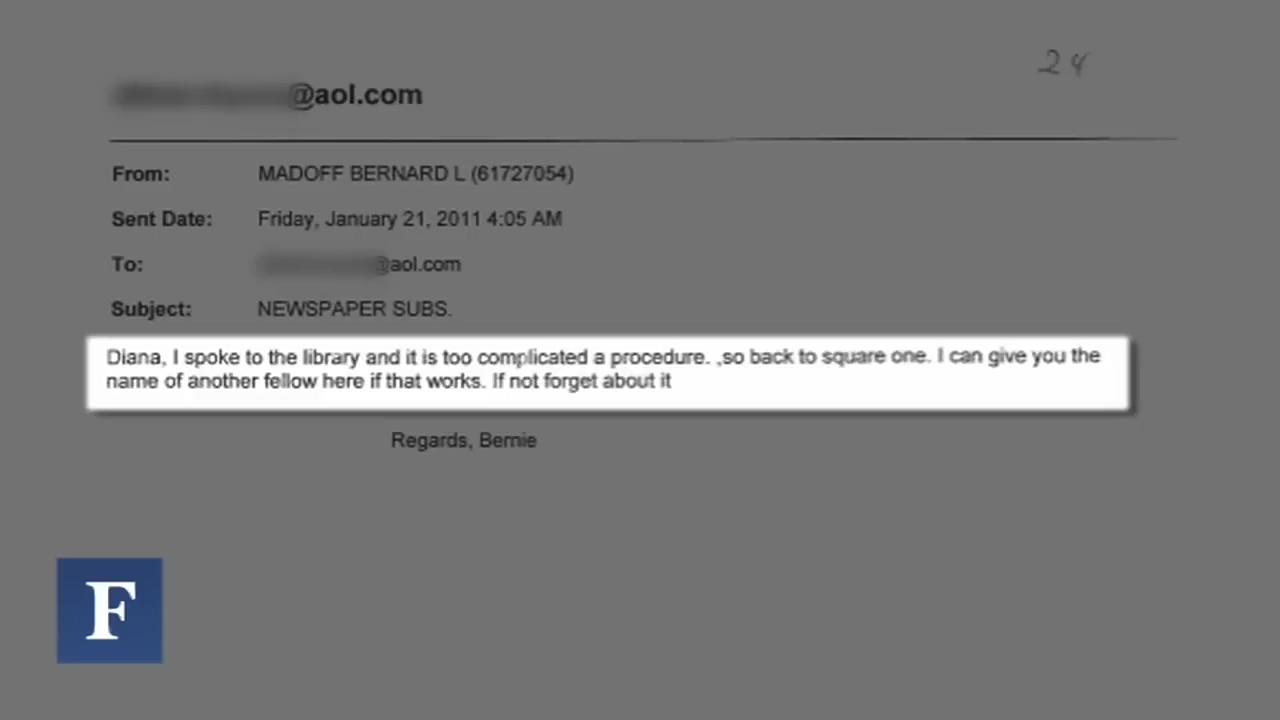 24
@aol.com
From: MADOFF BERNARD L (61727054)
Sent Date: Friday, January 21, 2011 4:05 AM
To: @aol.com
Subject: NEWSPAPER SUBS.
Diana, I spoke to the library and it is too complicated a procedure. ,so back to square one. I can give you the
name of another fellow here if that works. If not forget about it
Regards, Bernie
F